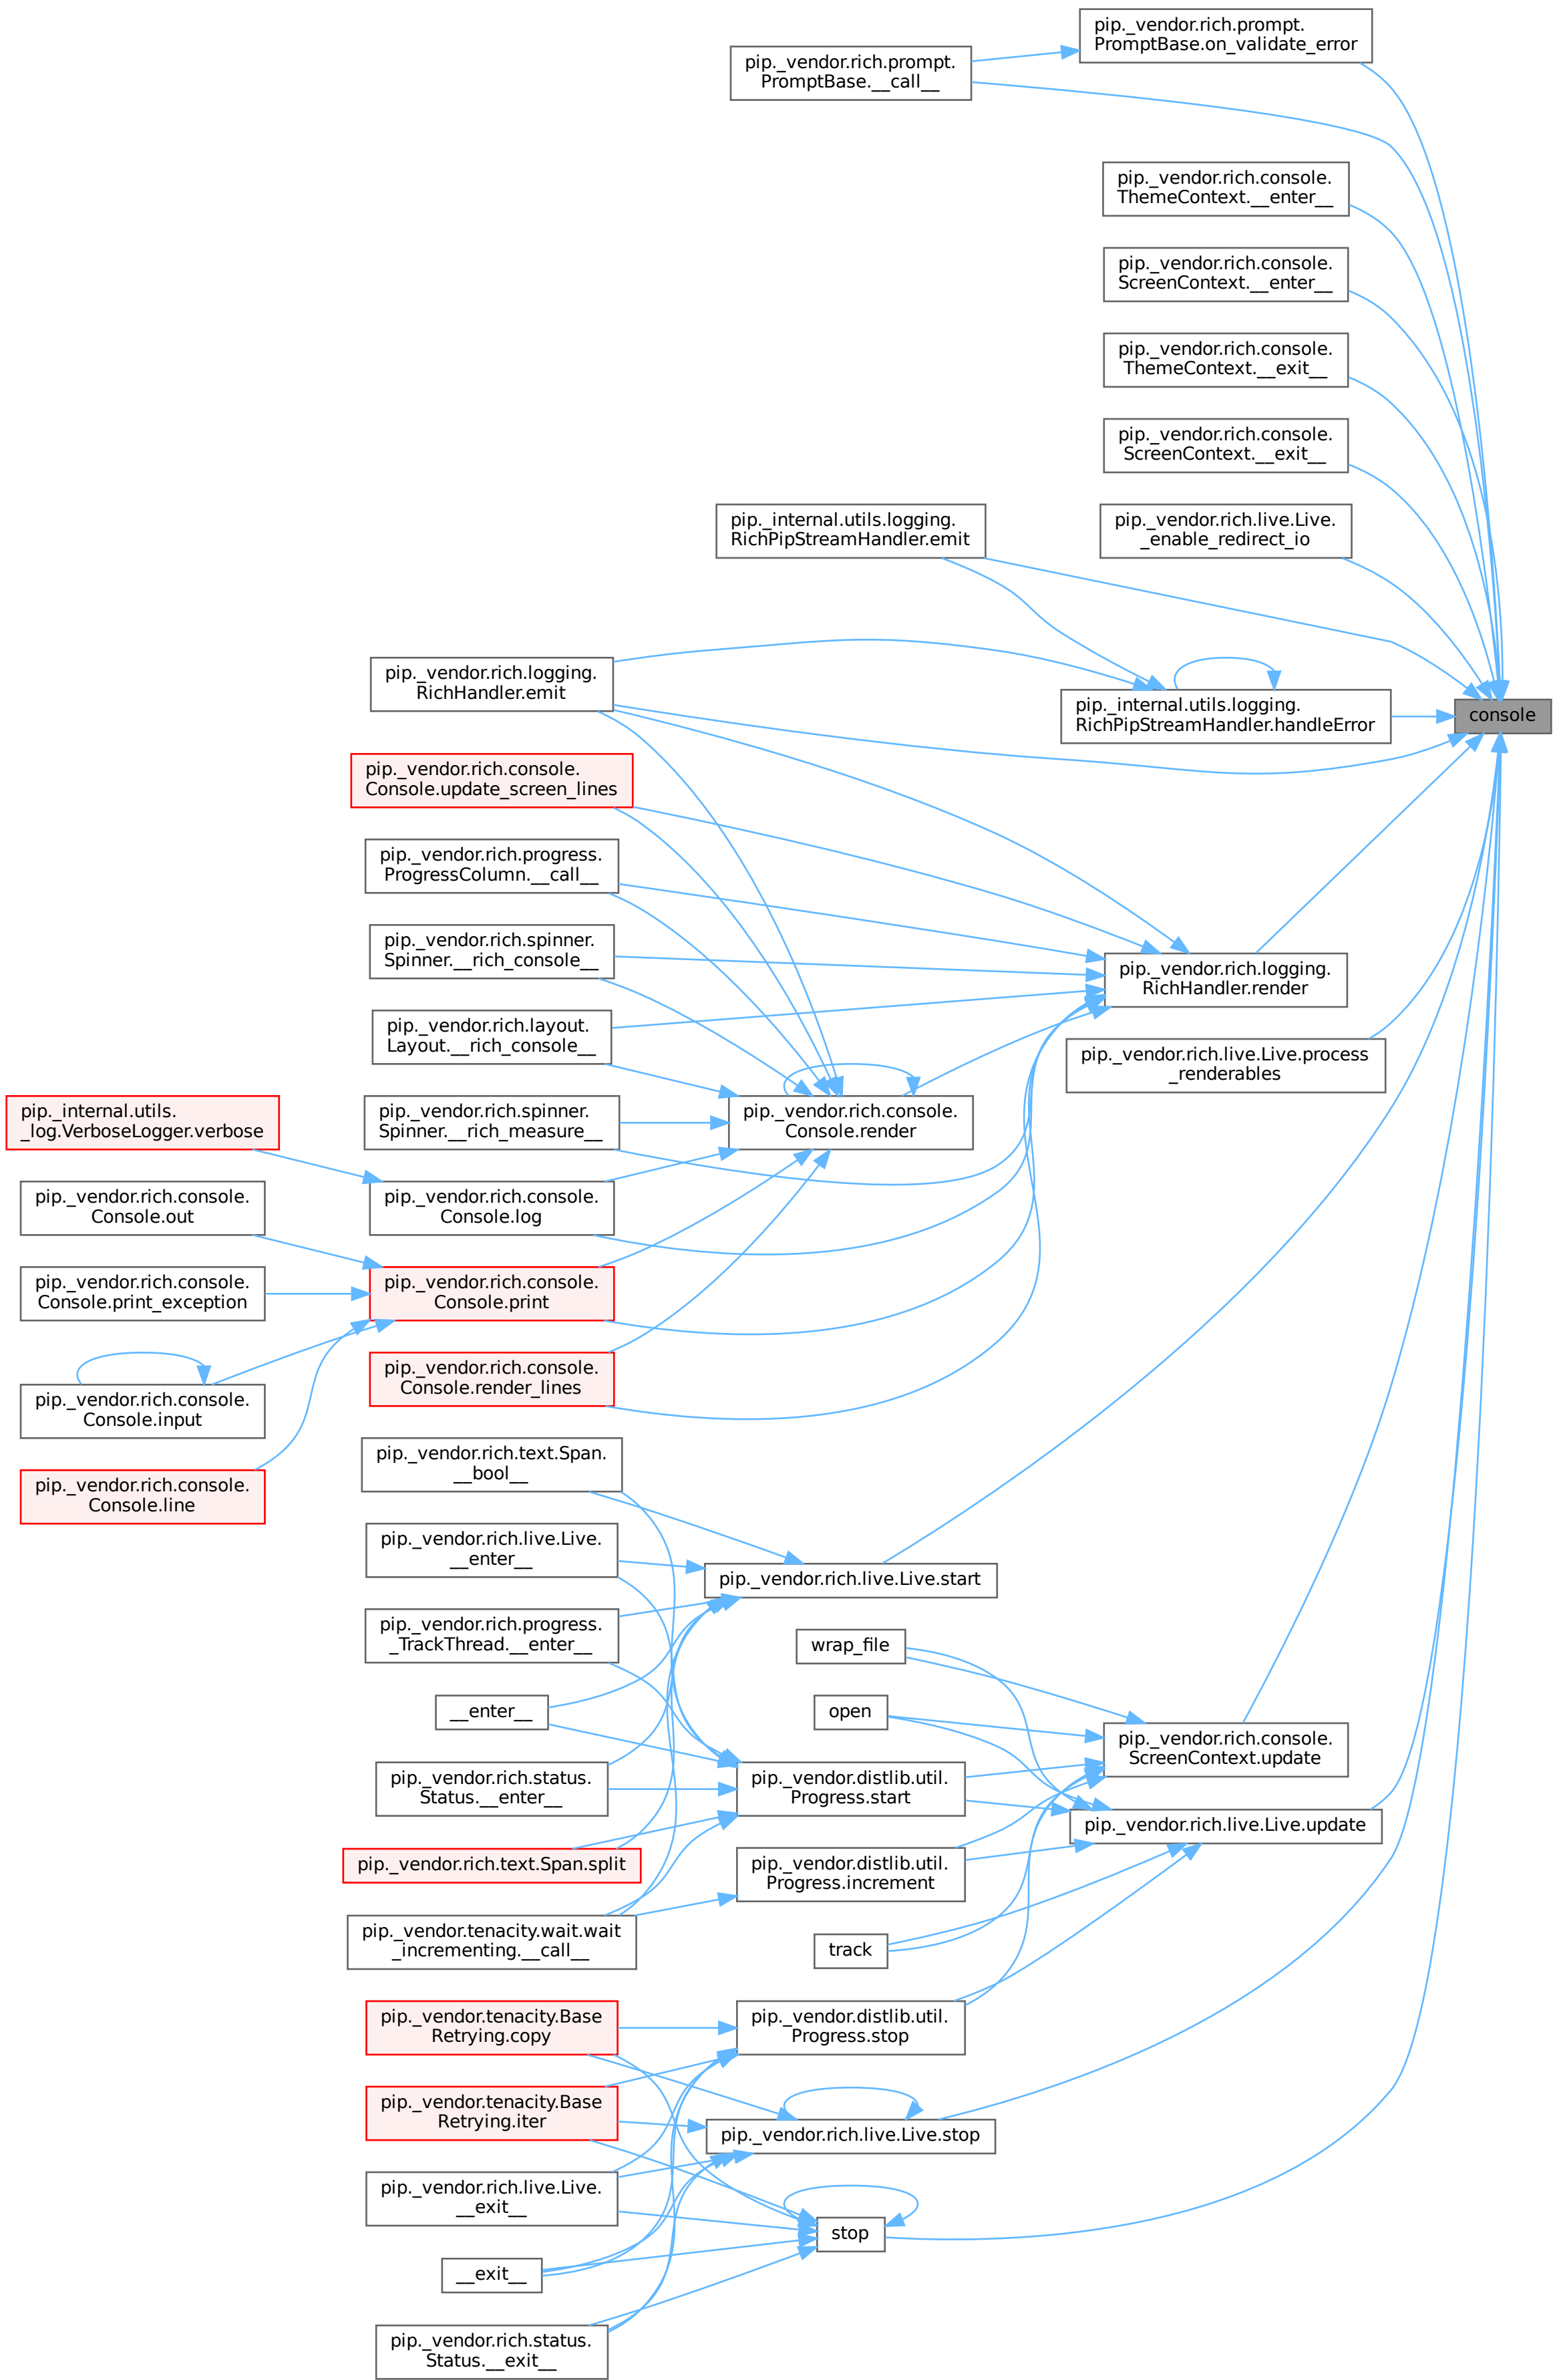 pip._vendor.rich.prompt.
PromptBase.on_validate_error
pip._vendor.rich.prompt.
PromptBase.__call__
pip._vendor.rich.console.
ThemeContext.__enter__
pip._vendor.rich.console.
ScreenContext.__enter__
pip._vendor.rich.console.
ThemeContext.__exit__
pip._vendor.rich.console.
ScreenContext.__exit__
pip._internal.utils.logging.
RichPipStreamHandler.emit
pip._vendor.rich.live.Live.
_enable_redirect_io
pip._vendor.rich.logging.
RichHandler.emit
pip._internal.utils.logging.
RichPipStreamHandler.handleError
console
pip._vendor.rich.console.
Console.update_screen_lines
pip._vendor.rich.progress.
ProgressColumn.__call__
pip._vendor.rich.spinner.
Spinner.__rich_console__
pip._vendor.rich.logging.
RichHandler.render
pip._vendor.rich.layout.
Layout.__rich_console__
pip._vendor.rich.live.Live.process
_renderables
pip._internal.utils.
_log.VerboseLogger.verbose
pip._vendor.rich.spinner.
Spinner.__rich_measure__
pip._vendor.rich.console.
Console.render
pip._vendor.rich.console.
Console.out
pip._vendor.rich.console.
Console.log
pip._vendor.rich.console.
Console.print_exception
pip._vendor.rich.console.
Console.print
pip._vendor.rich.console.
Console.render_lines
pip._vendor.rich.console.
Console.input
pip._vendor.rich.console.
Console.line
pip._vendor.rich.text.Span.
__bool__
pip._vendor.rich.live.Live.
__enter__
pip._vendor.rich.live.Live.start
pip._vendor.rich.progress.
_TrackThread.__enter__
wrap_file
__enter__
open
pip._vendor.rich.console.
ScreenContext.update
pip._vendor.rich.status.
Status.__enter__
pip._vendor.distlib.util.
Progress.start
pip._vendor.rich.live.Live.update
pip._vendor.rich.text.Span.split
pip._vendor.distlib.util.
Progress.increment
pip._vendor.tenacity.wait.wait
_incrementing.__call__
track
pip._vendor.tenacity.Base
Retrying.copy
pip._vendor.distlib.util.
Progress.stop
pip._vendor.tenacity.Base
Retrying.iter
pip._vendor.rich.live.Live.stop
pip._vendor.rich.live.Live.
__exit__
stop
__exit__
pip._vendor.rich.status.
Status.__exit__